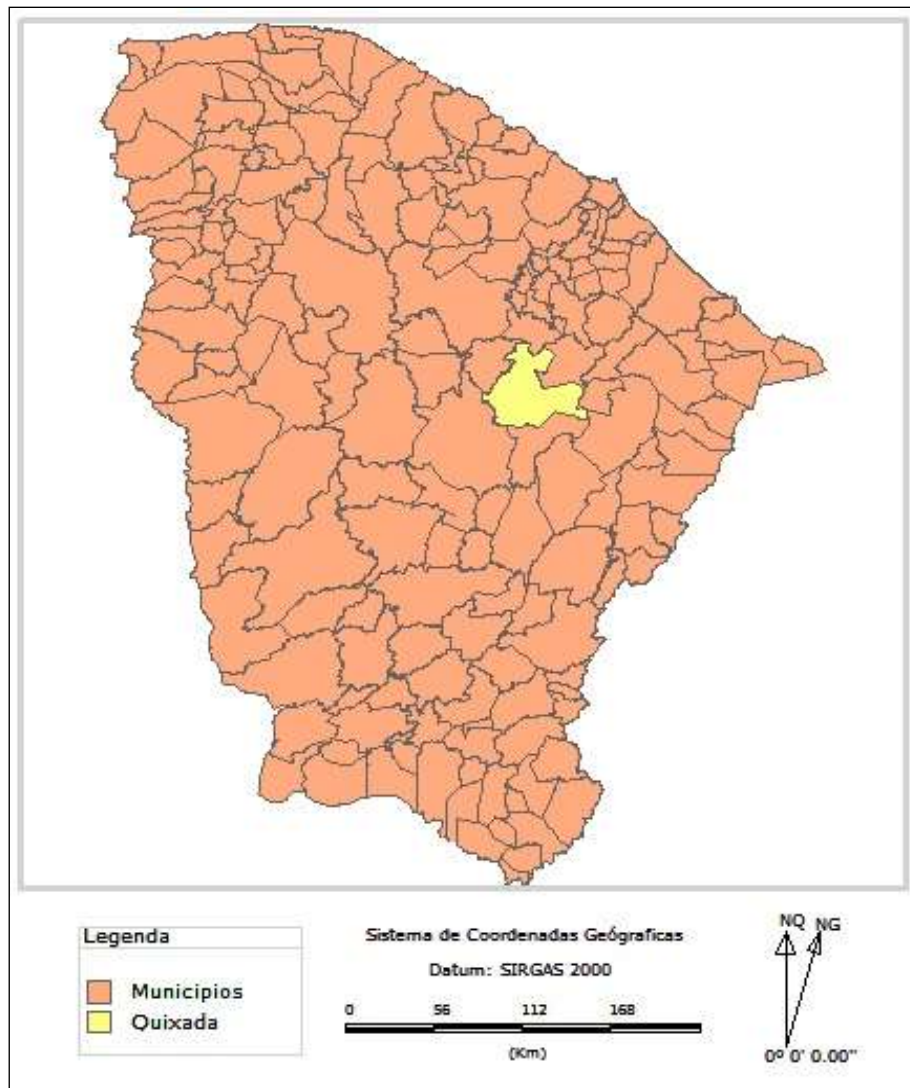 Legenda
Municipios
Quixada
Sistema de Coordenadas Geógraficas
Datum: SIRGAS 2000
0 56 112 168
(Km)
NQ NG
0º 0' 0.00"